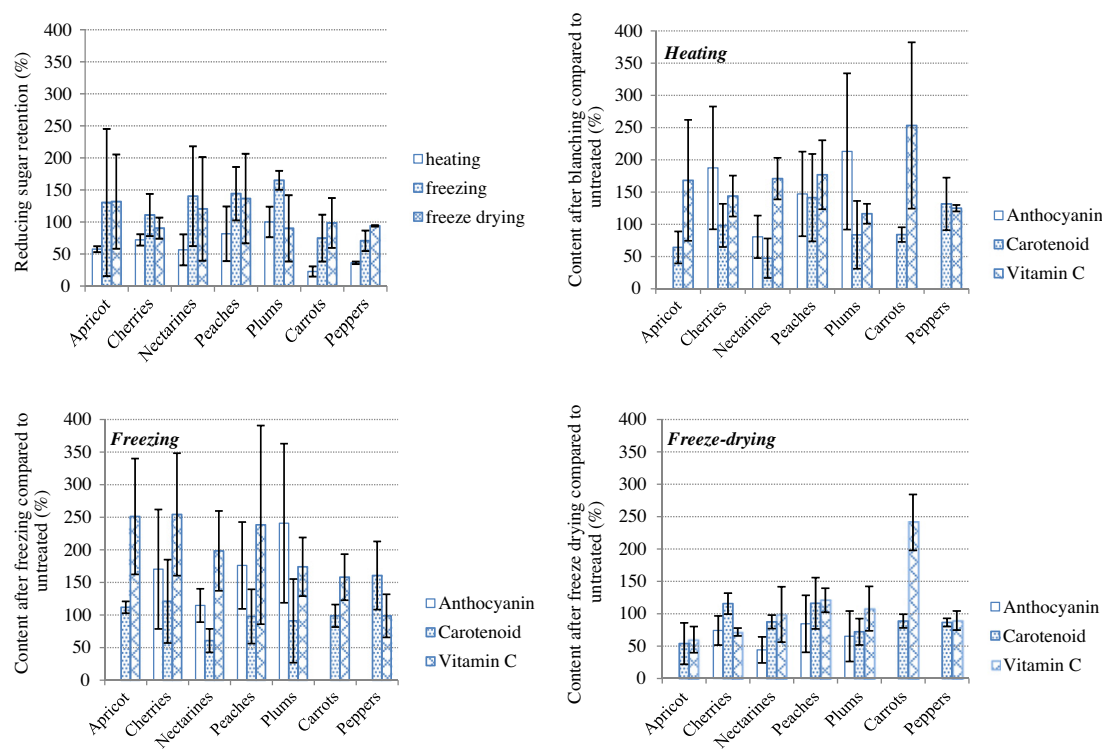 Reducing sugar retention (%)
400
350
300
250
200
150
100
50
0
Apricot
Cherries
Nectarines
Peaches
Plums
Carrots
Peppers
heating
freezing
freeze drying
Content after blanching compared to
untreated (%)
400
350
300
250
200
150
100
50
0
Heating
Apricot
Cherries
Nectarines
Peaches
Plums
Carrots
Peppers
Anthocyanin
Carotenoid
Vitamin C
Content after freezing compared to
untreated (%)
400
350
300
250
200
150
100
50
0
Freezing
Apricot
Cherries
Nectarines
Peaches
Plums
Carrots
Peppers
Anthocyanin
Carotenoid
Vitamin C
Content after freeze drying compared to
untreated (%)
400
350
300
250
200
150
100
50
0
Freeze-drying
Apricot
Cherries
Nectarines
Peaches
Plums
Carrots
Peppers
Anthocyanin
Carotenoid
Vitamin C